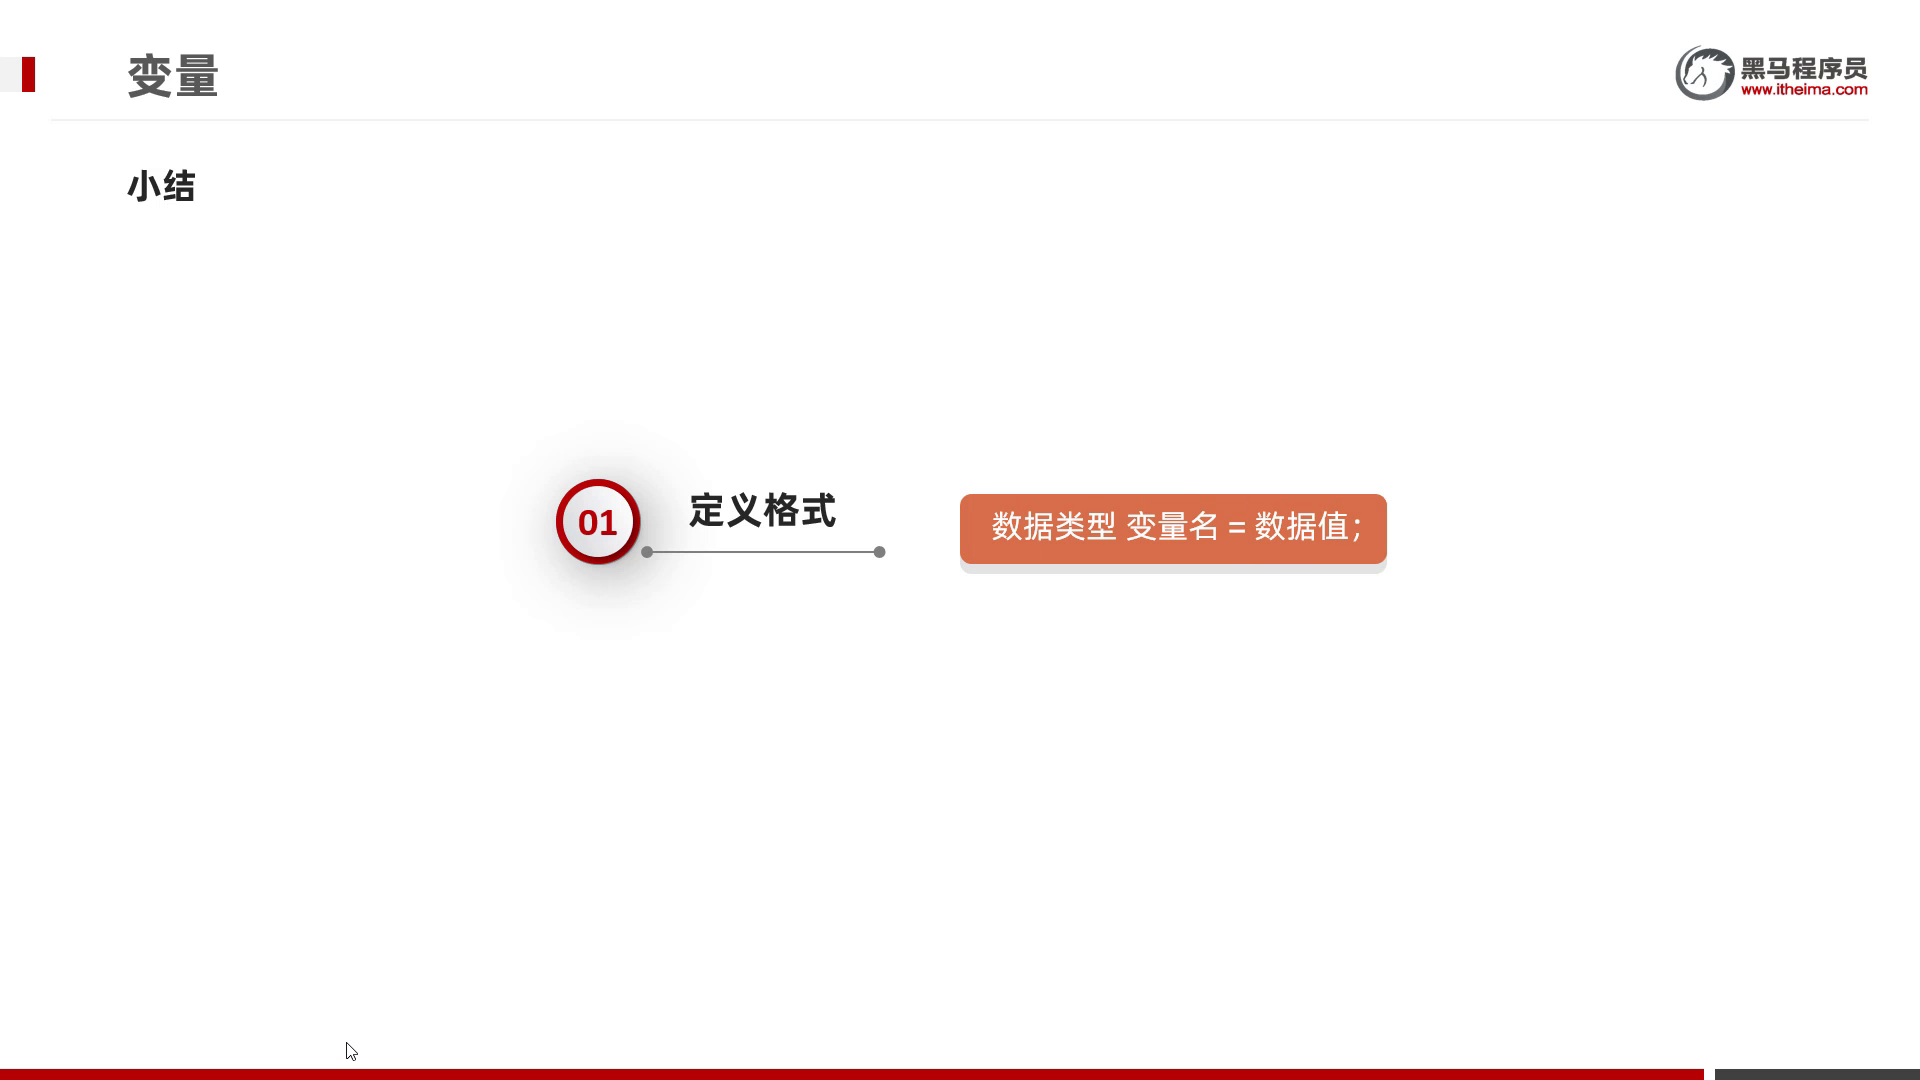 变量
黑马程序员
www.itheima.com
小结
01
定义格式
数据类型 变量名 = 数据值；